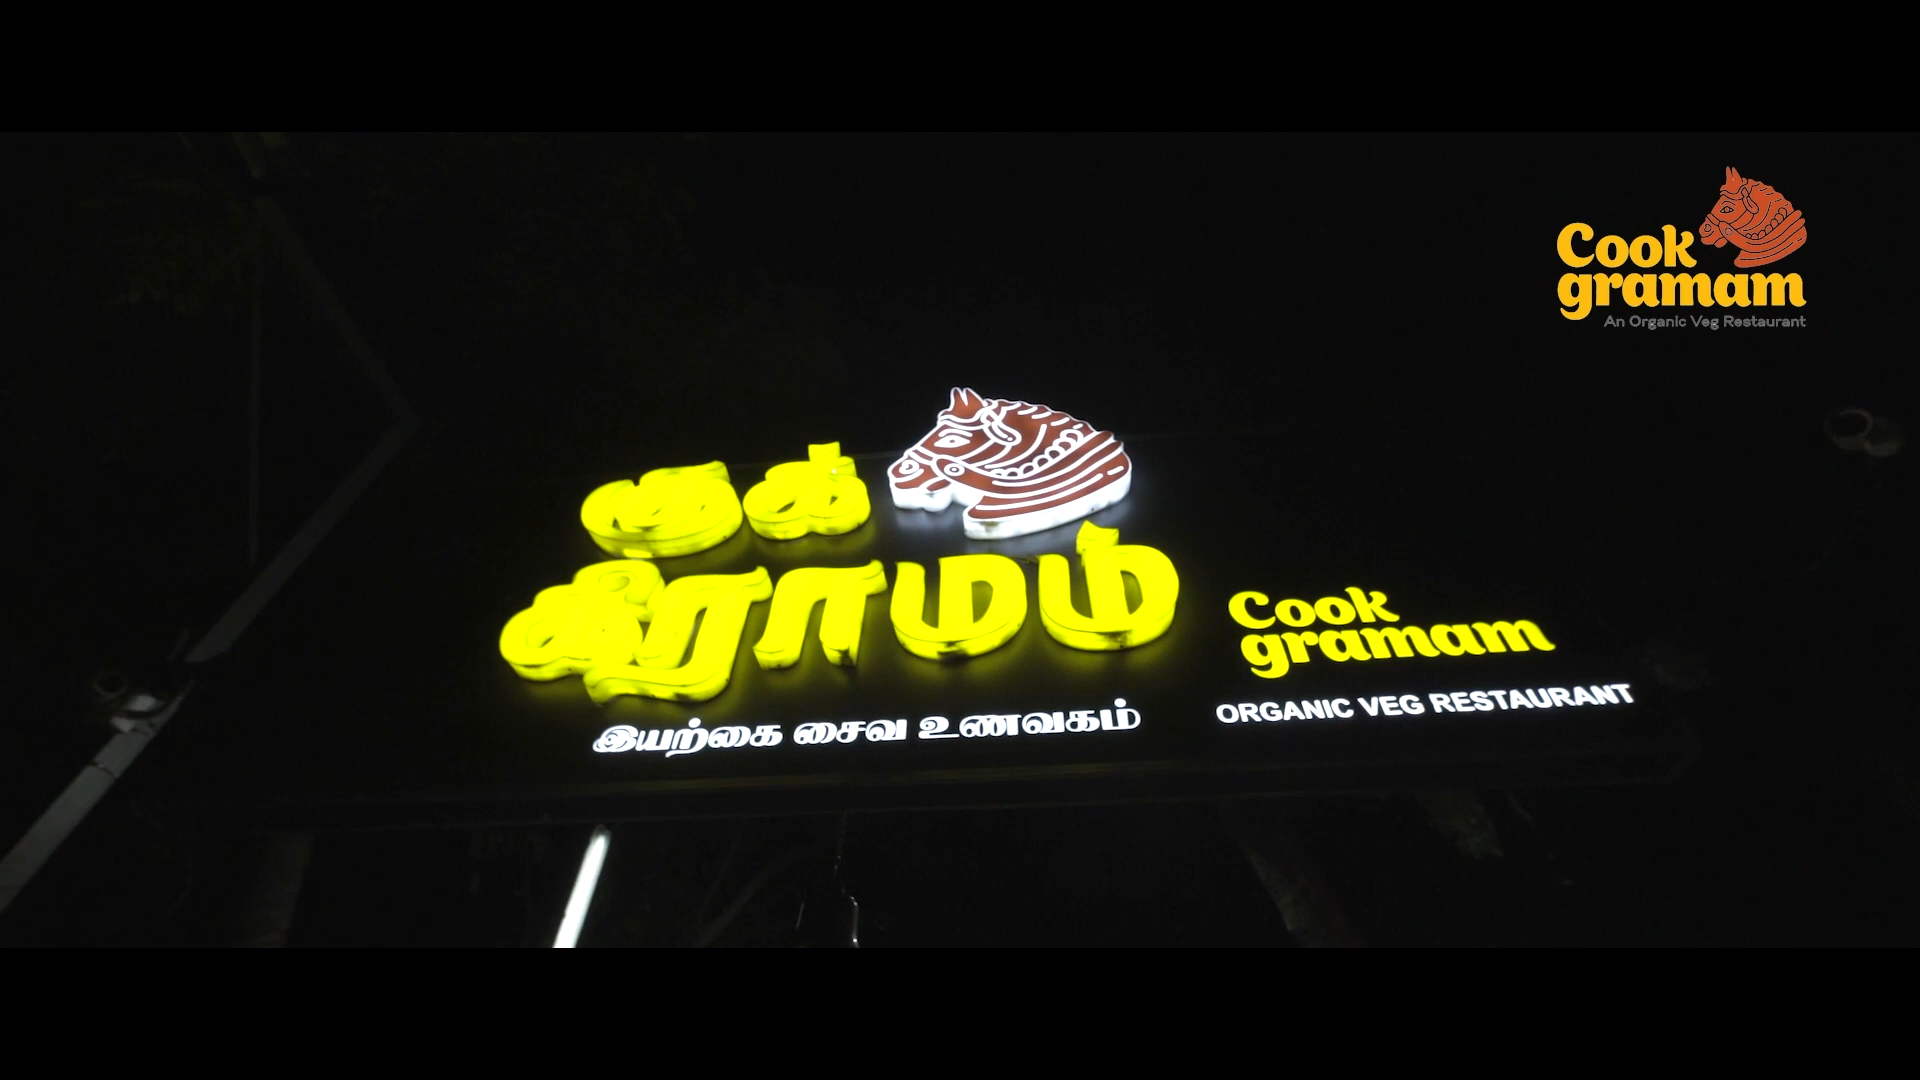 Cook
gramam
An Organic Veg Restaurant
குக்
கிராமம்
இயற்கை சைவ உணவகம்
Cook
gramam
ORGANIC VEG RESTAURANT